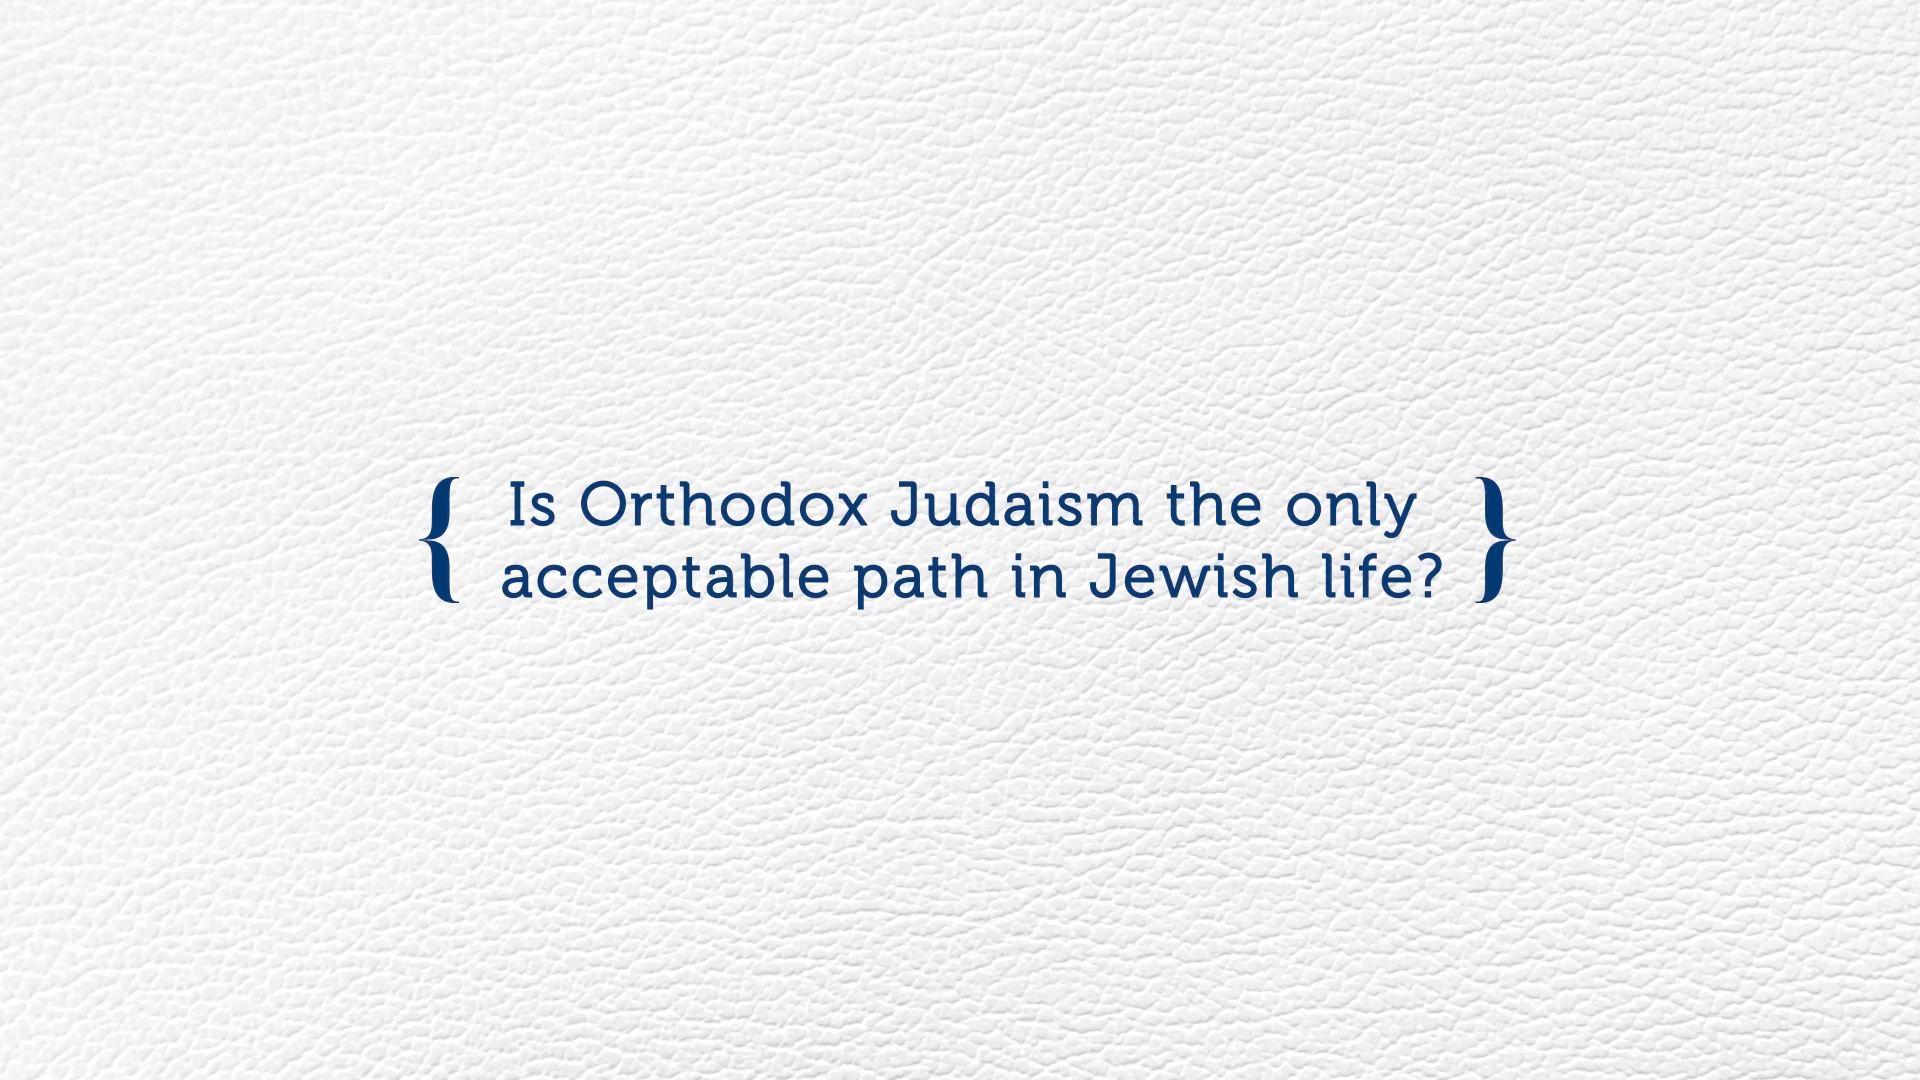 { Is Orthodox Judaism the only
acceptable path in Jewish life? }